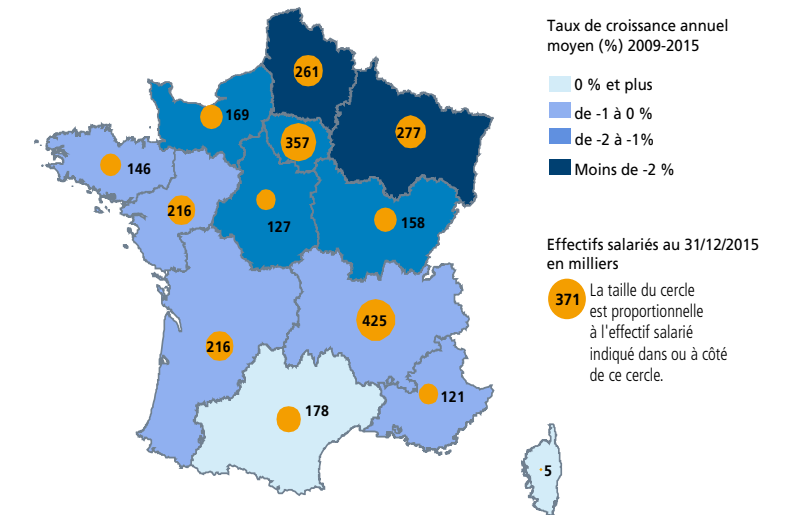 Taux de croissance annuel
moyen (%) 2009-2015
0 % et plus
de -1 à 0 %
de -2 à -1%
Moins de -2 %
Effectifs salariés au 31/12/2015
en milliers
371
La taille du cercle
est proportionnelle
à l'effectif salarié
indiqué dans ou à côté
de ce cercle.
261
169
357
277
146
216
127
158
425
216
178
121
5